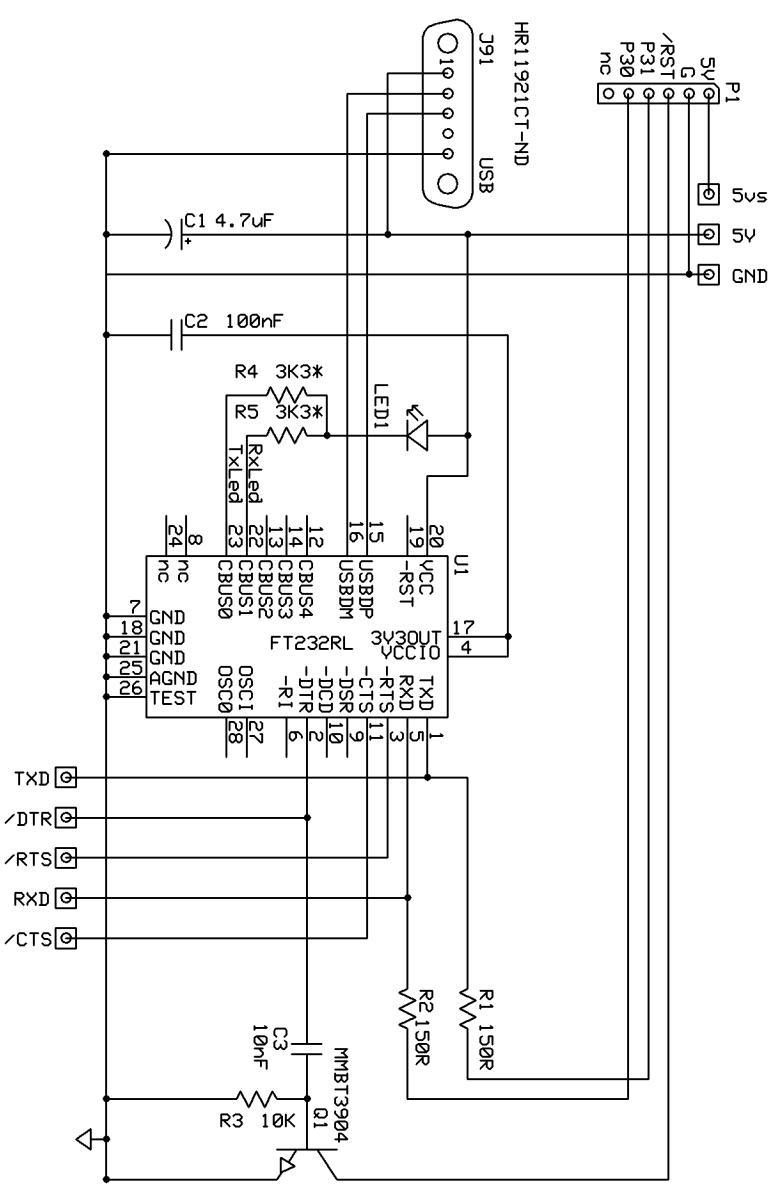 HR11921CT-ND
J91
1
USB
P1
5V
G
/RST
P31
P30
nc
5vs
5V
GND
C1 4.7uF
+
C2 100nF
R4 3K3*
R5 3K3*
LED1
TxLed
RxLed
24
8
23
22
13
14
12
16
15
19
20
U1
nc
nc
CBUS0
CBUS1
CBUS2
CBUS3
CBUS4
USBDM
USBDP
-RST
VCC
7 GND
18 GND
21 GND
25 AGND
26 TEST
FT232RL
3V3OUT 17
VCCIO 4
OSCO
OSCI
-RI
-DTR
-DCD
-DSR
-CTS
-RTS
RXD
TXD
28
27
6
2
10
9
11
3
5
1
TXD
/DTR
/RTS
RXD
/CTS
R2 150R
R1 150R
C3
10nF
MMBT3904
Q1
R3 10K